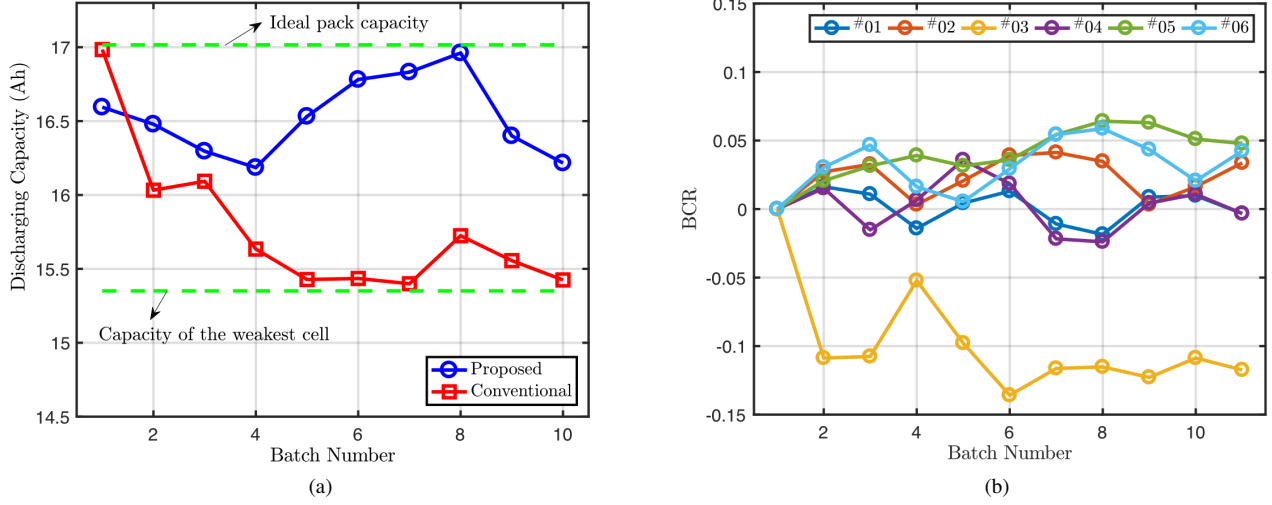 Ideal pack capacity
17
16.5
16
15.5
15
14.5
Discharging Capacity (Ah)
Capacity of the weakest cell
Proposed
Conventional
2 4 6 8 10
Batch Number
(a)
#01 #02 #03 #04 #05 #06
0.15
0.1
0.05
0
-0.05
-0.1
-0.15
BCR
2 4 6 8 10
Batch Number
(b)